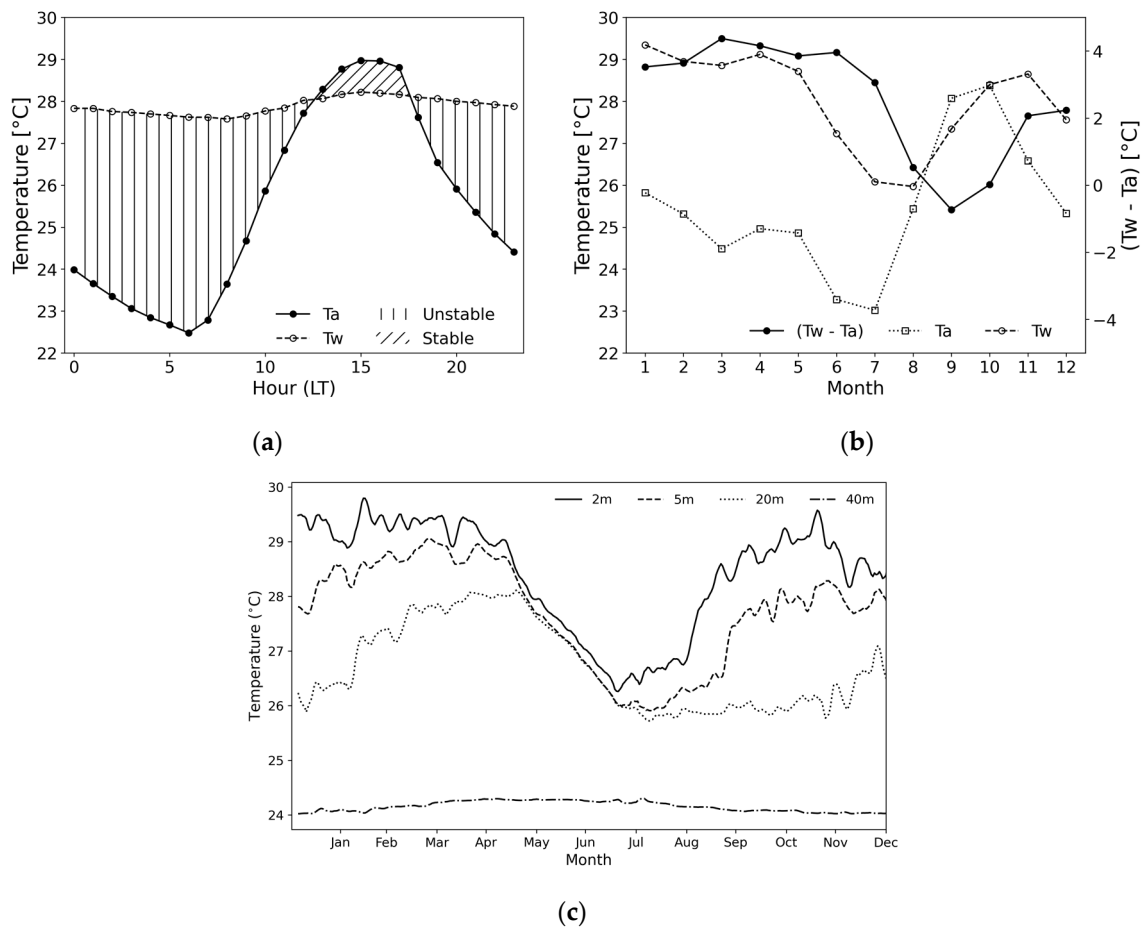 30
29
28
27
26
25
24
23
22
Temperature [°C]
Ta
Tw
Unstable
Stable
0 5 10 15 20
Hour (LT)
(a)
30
29
28
27
26
25
24
23
22
Temperature [°C]
4
2
0
−2
−4
(Tw - Ta) [°C]
(Tw - Ta) Ta Tw
1 2 3 4 5 6 7 8 9 10 11 12
Month
(b)
30
29
28
27
26
25
24
Temperature (°C)
2m 5m 20m 40m
Jan Feb Mar Apr May Jun Jul Aug Sep Oct Nov Dec
Month
(c)